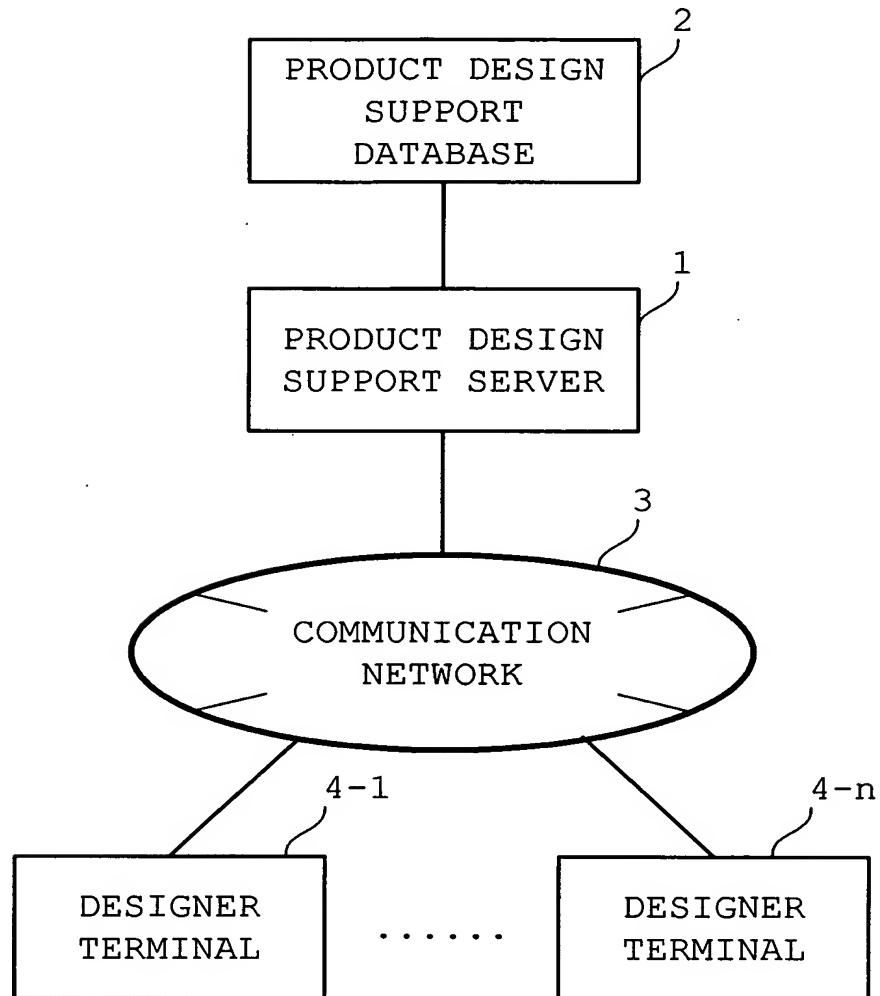 2
PRODUCT DESIGN
SUPPORT
DATABASE
1
PRODUCT DESIGN
SUPPORT SERVER
3
COMMUNICATION
NETWORK
4-1
4-n
DESIGNER
TERMINAL
......
DESIGNER
TERMINAL